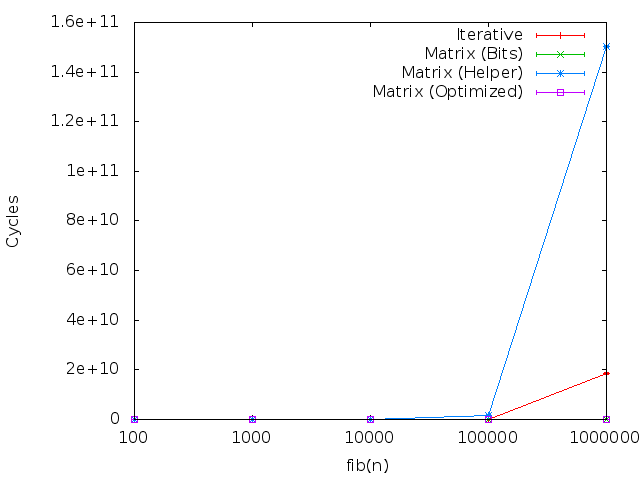 1.6e+11
1.4e+11
1.2e+11
1e+11
8e+10
6e+10
4e+10
2e+10
0
Cycles
Iterative
Matrix (Bits)
Matrix (Helper)
Matrix (Optimized)
100 1000 10000 100000 1000000
fib(n)